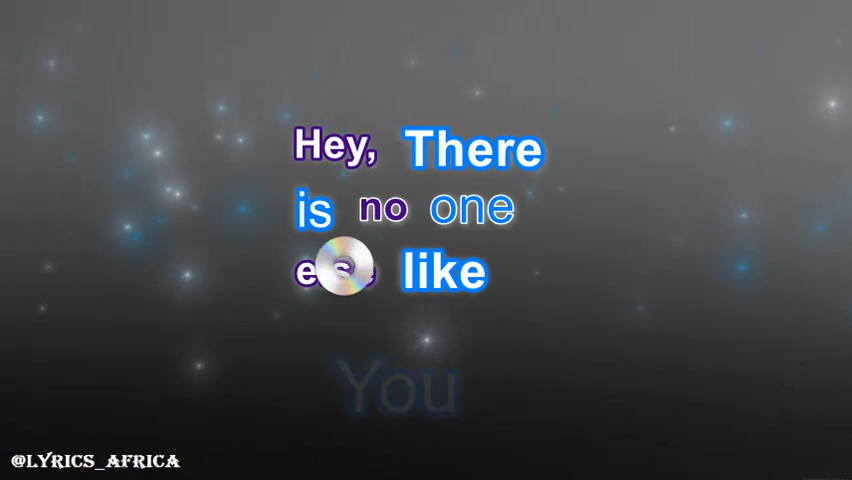 Hey, There
is no one
else like
You
@LYRICS_AFRICA